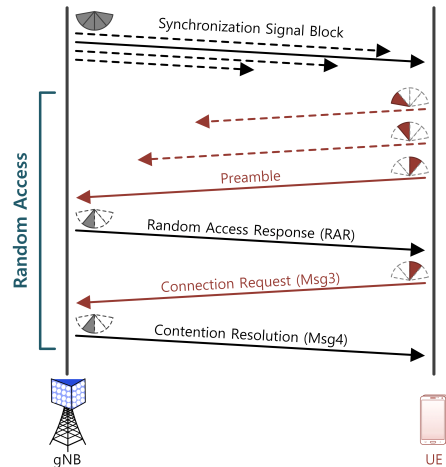 Synchronization Signal Block
Random Access
Preamble
Random Access Response (RAR)
Connection Request (Msg3)
Contention Resolution (Msg4)
gNB
UE